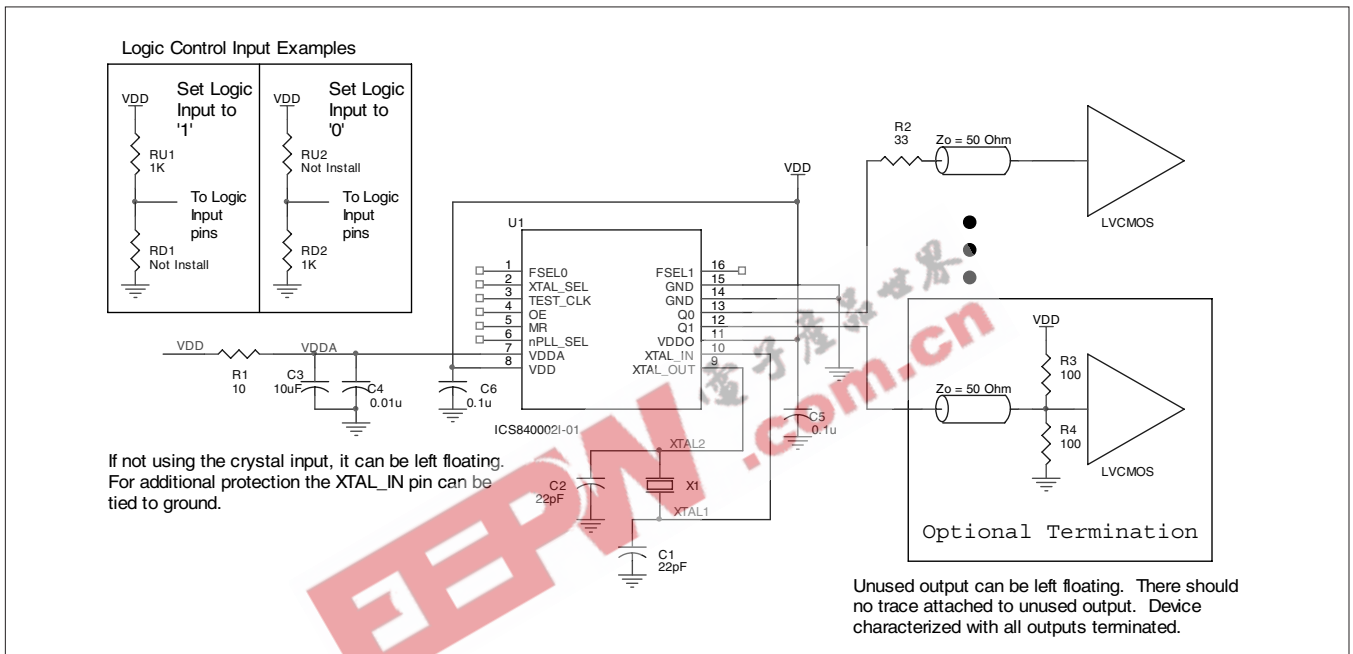 Logic Control Input Examples
Set Logic
Input to
'1'
VDD
RU1
1K
To Logic
Input
pins
RD1
Not Install
Set Logic
Input to
'0'
VDD
RU2
Not Install
To Logic
Input
pins
RD2
1K
VDD
R1
10
VDDA
C3
10uF
C4
0.01u
C6
0.1u
U1
1 FSEL0
2 XTAL_SEL
3 TEST_CLK
4 OE
5 MR
6 nPLL_SEL
7 VDDA
8 VDD
FSEL1 16
GND 15
GND 14
Q0 13
Q1 12
VDDO 11
XTAL_IN 10
XTAL_OUT 9
ICS840002I-01
VDD
C5
0.1u
XTAL2
C2
22pF
X1
XTAL1
C1
22pF
R2
33
Zo = 50 Ohm
LVCMOS
VDD
R3
100
Zo = 50 Ohm
R4
100
LVCMOS
Optional Termination
If not using the crystal input, it can be left floating.
For additional protection the XTAL_IN pin can be
tied to ground.
Unused output can be left floating. There should
no trace attached to unused output. Device
characterized with all outputs terminated.
EEPW
.com.cn
電子產品世界